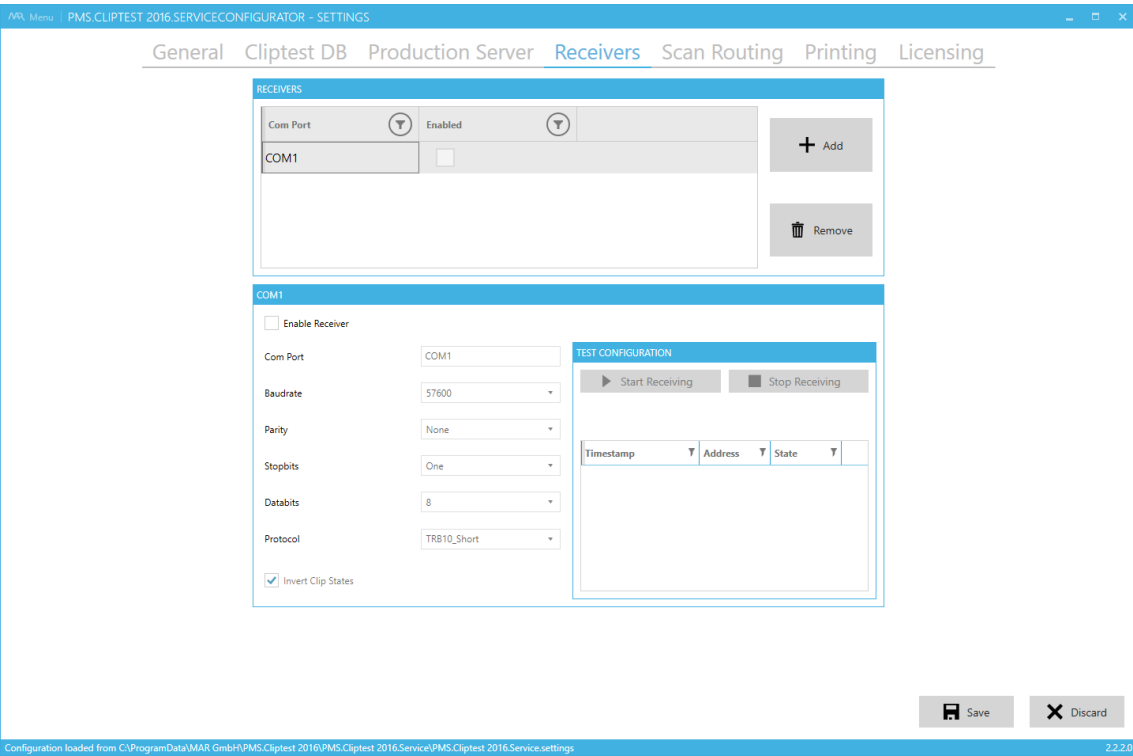 Menu PMS.CLIPTEST 2016.SERVICECONFIGURATOR - SETTINGS
General Cliptest DB Production Server Receivers Scan Routing Printing Licensing
RECEIVERS
Com Port Enabled
COM1
Add
Remove
COM1
Enable Receiver
Com Port COM1
Baudrate 57600
Parity None
Stopbits One
Databits 8
Protocol TRB10_Short
Invert Clip States
TEST CONFIGURATION
Start Receiving Stop Receiving
Timestamp Address State
Save Discard
Configuration loaded from C:\ProgramData\MAR GmbH\PMS.Cliptest 2016\PMS.Cliptest 2016.Service\PMS.Cliptest 2016.Service.settings 2.2.2.0